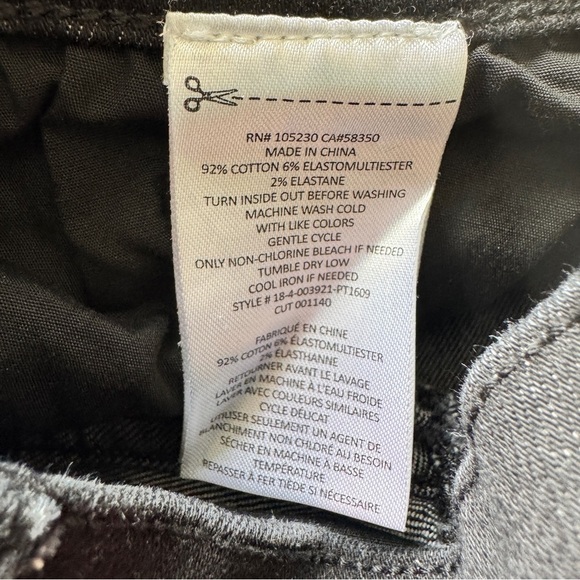 RN# 105230 CA#58350
MADE IN CHINA
92% COTTON 6% ELASTOMULTIESTER
2% ELASTANE
TURN INSIDE OUT BEFORE WASHING
MACHINE WASH COLD
WITH LIKE COLORS
GENTLE CYCLE
ONLY NON-CHLORINE BLEACH IF NEEDED
TUMBLE DRY LOW
COOL IRON IF NEEDED
STYLE # 18-4-003921-PT1609
CUT 001140
FABRIQUÉ EN CHINE
92% COTON 6% ÉLASTOMULTIESTER
2% ÉLASTHANNE
RETOURNER AVANT LE LAVAGE
LAVER EN MACHINE À L'EAU FROIDE
LAVER AVEC COULEURS SIMILAIRES
CYCLE DÉLICAT
UTILISER SEULEMENT UN AGENT DE
BLANCHIMENT NON CHLORÉ AU BESOIN
SÉCHER EN MACHINE À BASSE
TEMPÉRATURE
REPASSER À FER TIÈDE SI NÉCESSAIRE